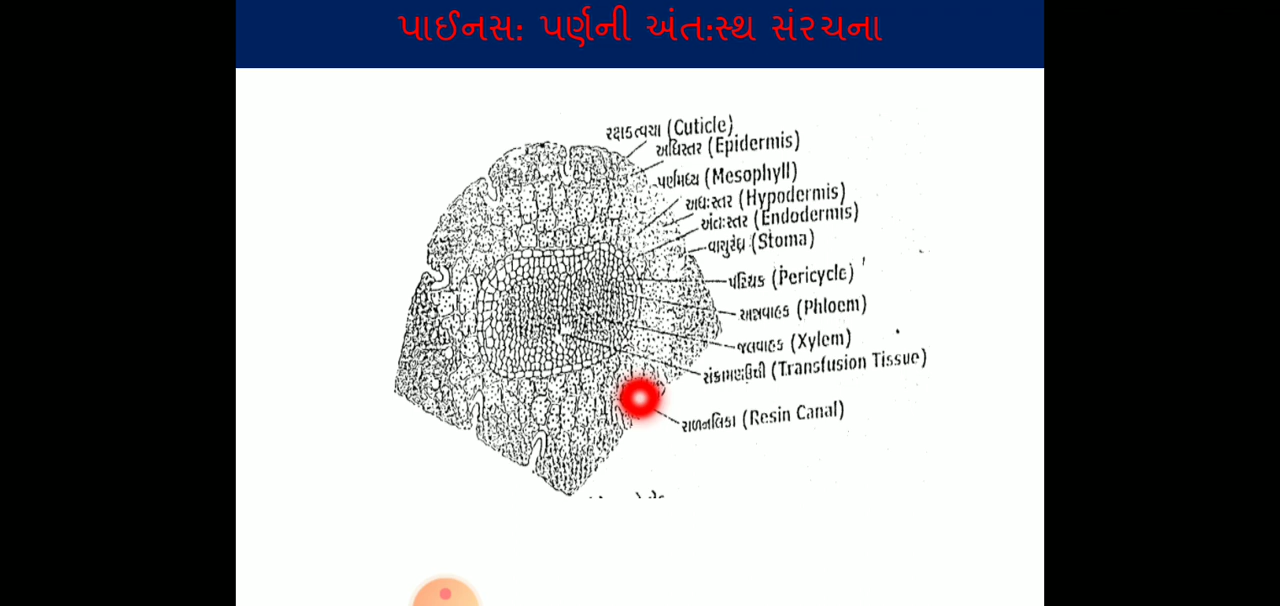 પાઈનસઃ પર્ણની અંતઃસ્થ સંરચના
રક્ષકત્વચા (Cuticle)
અધિસ્તર (Epidermis)
પર્ણમધ્ય (Mesophyll)
અધઃસ્તર (Hypodermis)
અંતઃસ્તર (Endodermis)
વાયુરંધ્ર (Stoma)
પરિચક્ર (Pericycle)
અન્નવાહક (Phloem)
જલવાહક (Xylem)
સંક્રામણપેશી (Transfusion Tissue)
રાળનલિકા (Resin Canal)